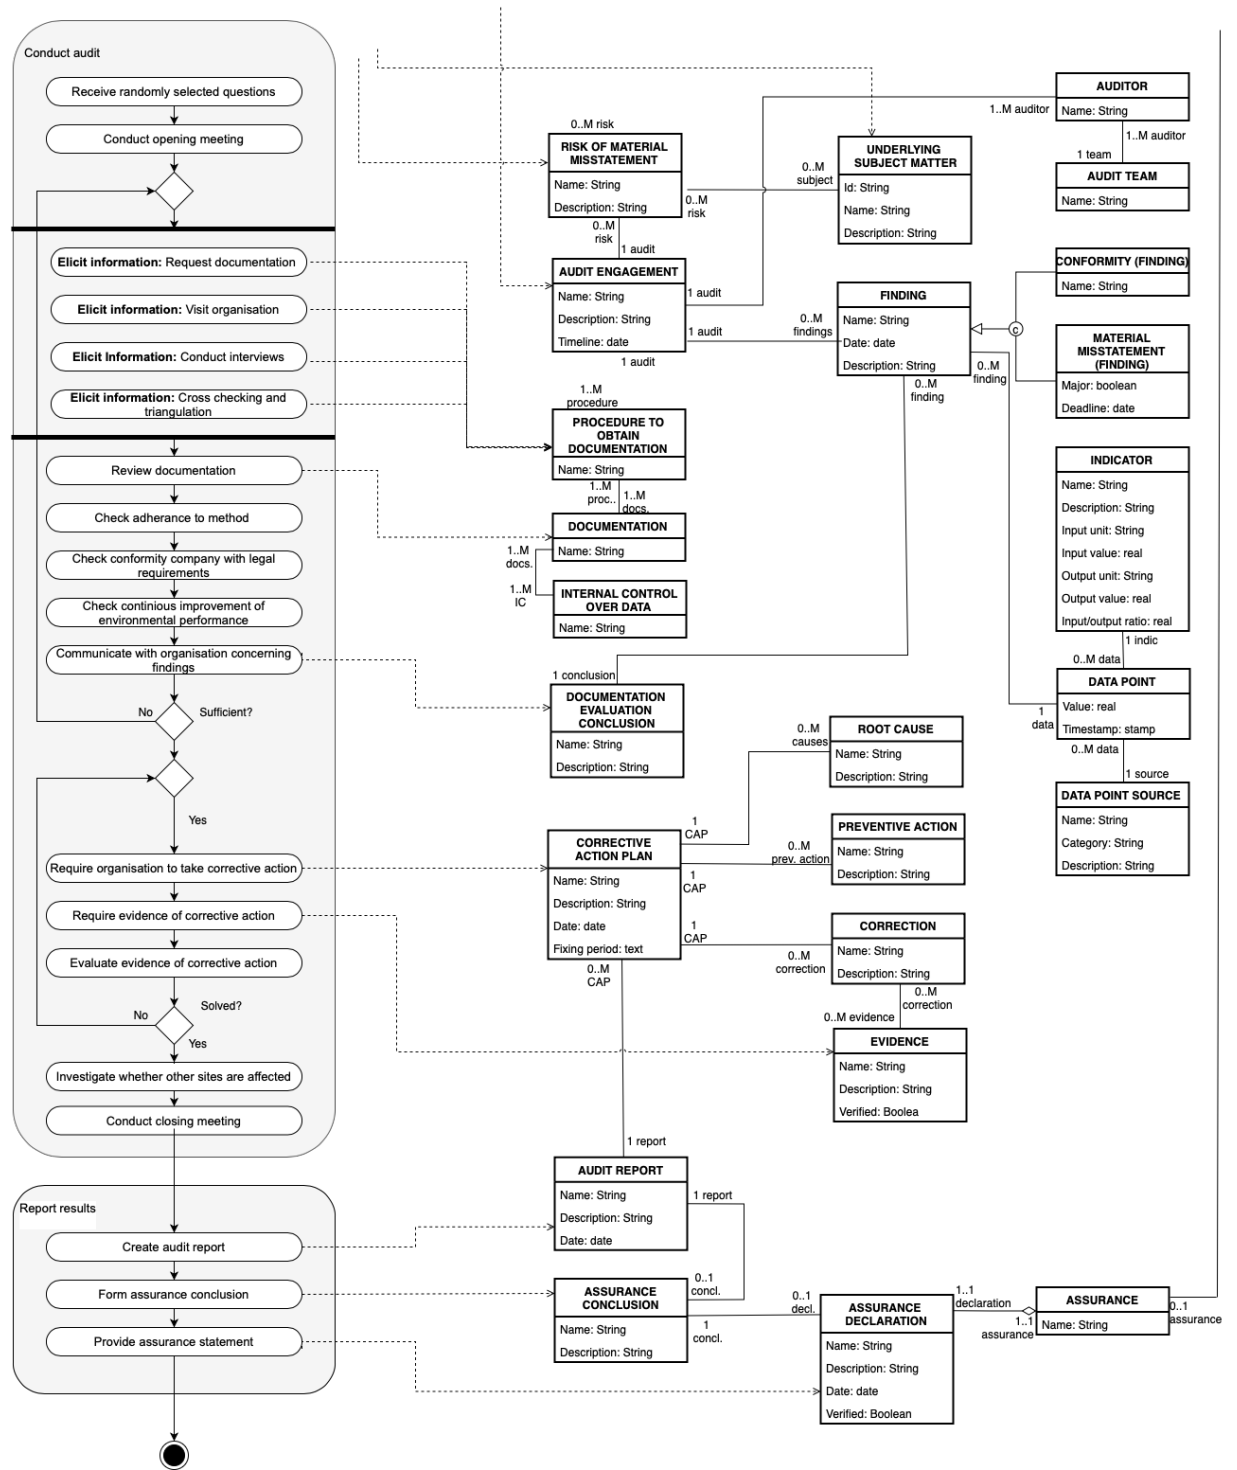 Conduct audit
Receive randomly selected questions
Conduct opening meeting
Elicit information: Request documentation
Elicit information: Visit organisation
Elicit Information: Conduct interviews
Elicit information: Cross checking and
triangulation
Review documentation
Check adherance to method
Check conformity company with legal
requirements
Check continious improvement of
environmental performance
Communicate with organisation concerning
findings
No
Sufficient?
Yes
Require organisation to take corrective action
Require evidence of corrective action
Evaluate evidence of corrective action
Solved?
No
Yes
Investigate whether other sites are affected
Conduct closing meeting
Report results
Create audit report
Form assurance conclusion
Provide assurance statement
0..M risk
RISK OF MATERIAL
MISSTATEMENT
Name: String
Description: String
0..M
risk
0..M
risk
0..M
subject
UNDERLYING
SUBJECT MATTER
Id: String
Name: String
Description: String
1..M auditor
AUDITOR
Name: String
1..M auditor
1 team
AUDIT TEAM
Name: String
1 audit
AUDIT ENGAGEMENT
Name: String
Description: String
Timeline: date
1 audit
1 audit
1 audit
0..M
findings
FINDING
Name: String
Date: date
Description: String
0..M
finding
0..M
finding
c
CONFORMITY (FINDING)
Name: String
MATERIAL
MISSTATEMENT
(FINDING)
Major: boolean
Deadline: date
1..M
procedure
PROCEDURE TO
OBTAIN
DOCUMENTATION
Name: String
1..M
proc..
1..M
docs.
DOCUMENTATION
Name: String
1..M
docs.
1..M
IC
INTERNAL CONTROL
OVER DATA
Name: String
INDICATOR
Name: String
Description: String
Input unit: String
Input value: real
Output unit: String
Output value: real
Input/output ratio: real
1 indic
0..M data
DATA POINT
Value: real
Timestamp: stamp
1
data
0..M data
1 source
DATA POINT SOURCE
Name: String
Category: String
Description: String
1 conclusion
DOCUMENTATION
EVALUATION
CONCLUSION
Name: String
Description: String
0..M
causes
ROOT CAUSE
Name: String
Description: String
1
CAP
CORRECTIVE
ACTION PLAN
Name: String
Description: String
Date: date
Fixing period: text
0..M
prev. action
1
CAP
PREVENTIVE ACTION
Name: String
Description: String
1
CAP
0..M
correction
CORRECTION
Name: String
Description: String
0..M
CAP
0..M
correction
0..M evidence
EVIDENCE
Name: String
Description: String
Verified: Boolea
1 report
AUDIT REPORT
Name: String
Description: String
Date: date
1 report
0..1
concl.
ASSURANCE
CONCLUSION
Name: String
Description: String
1
concl.
0..1
decl.
ASSURANCE
DECLARATION
Name: String
Description: String
Date: date
Verified: Boolean
1..1
declaration
1..1
assurance
ASSURANCE
Name: String
0..1
assurance